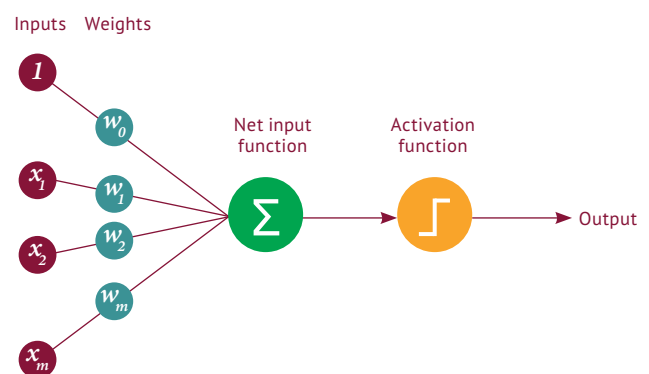 Inputs Weights
1
w0
Net input
function
Activation
function
x1
w1
x2
w2
Σ
Output
wm
xm